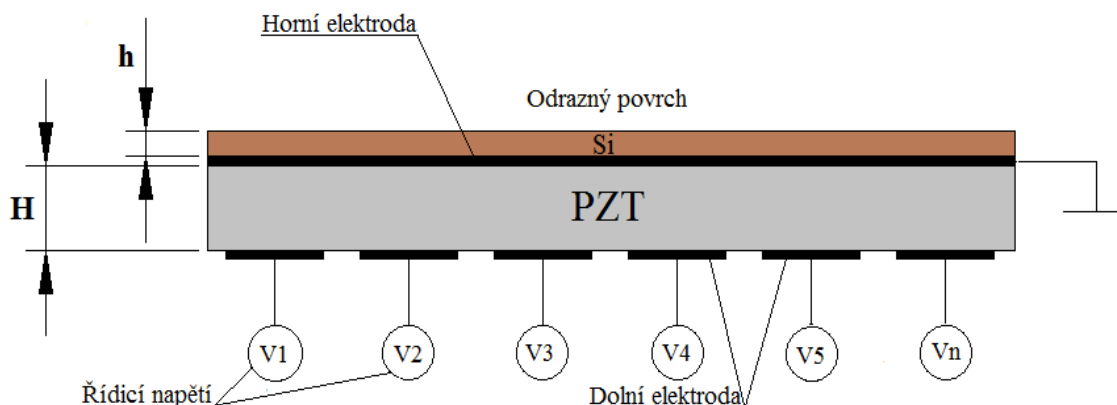 Horní elektroda
h
Odrazný povrch
Si
H
PZT
V1
V2
V3
V4
V5
Vn
Řídicí napětí
Dolní elektroda